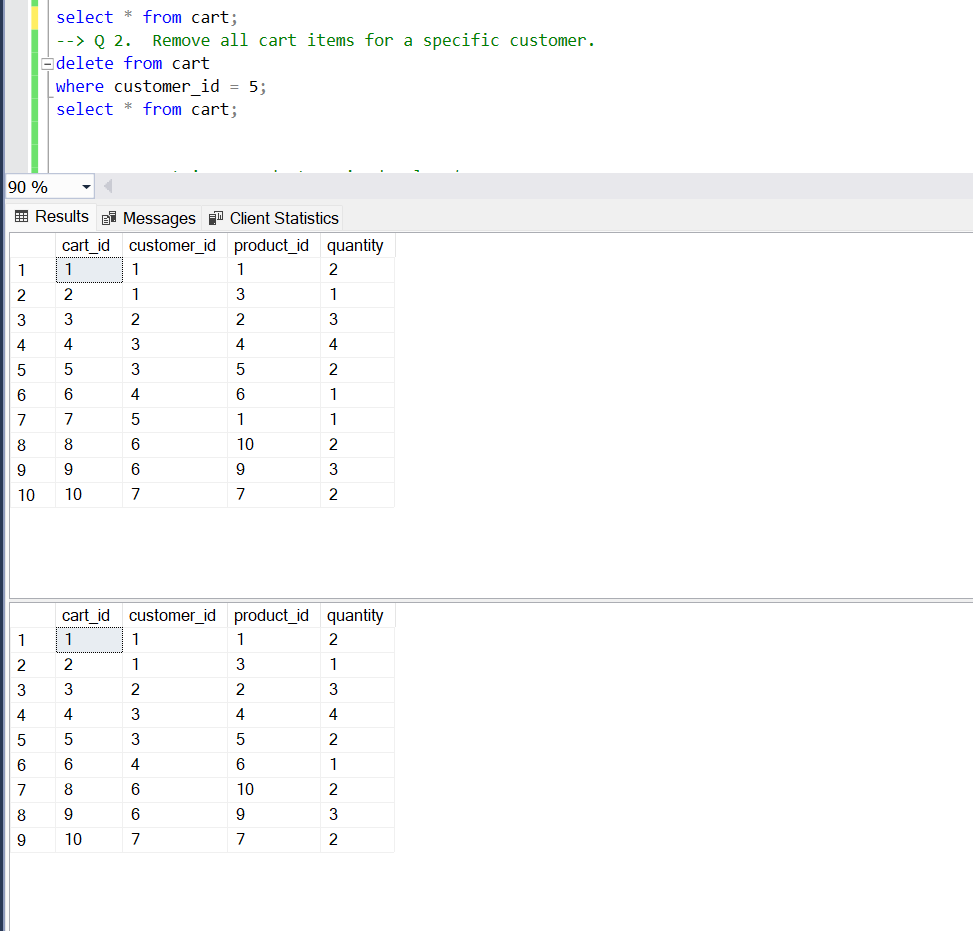 select * from cart;
--> Q 2.  Remove all cart items for a specific customer.
delete from cart
where customer_id = 5;
select * from cart;
90 %
Results Messages Client Statistics
cart_id customer_id product_id quantity
1 1 1 1 2
2 2 1 3 1
3 3 2 2 3
4 4 3 4 4
5 5 3 5 2
6 6 4 6 1
7 7 5 1 1
8 8 6 10 2
9 9 6 9 3
10 10 7 7 2
cart_id customer_id product_id quantity
1 1 1 1 2
2 2 1 3 1
3 3 2 2 3
4 4 3 4 4
5 5 3 5 2
6 6 4 6 1
7 8 6 10 2
8 9 6 9 3
9 10 7 7 2